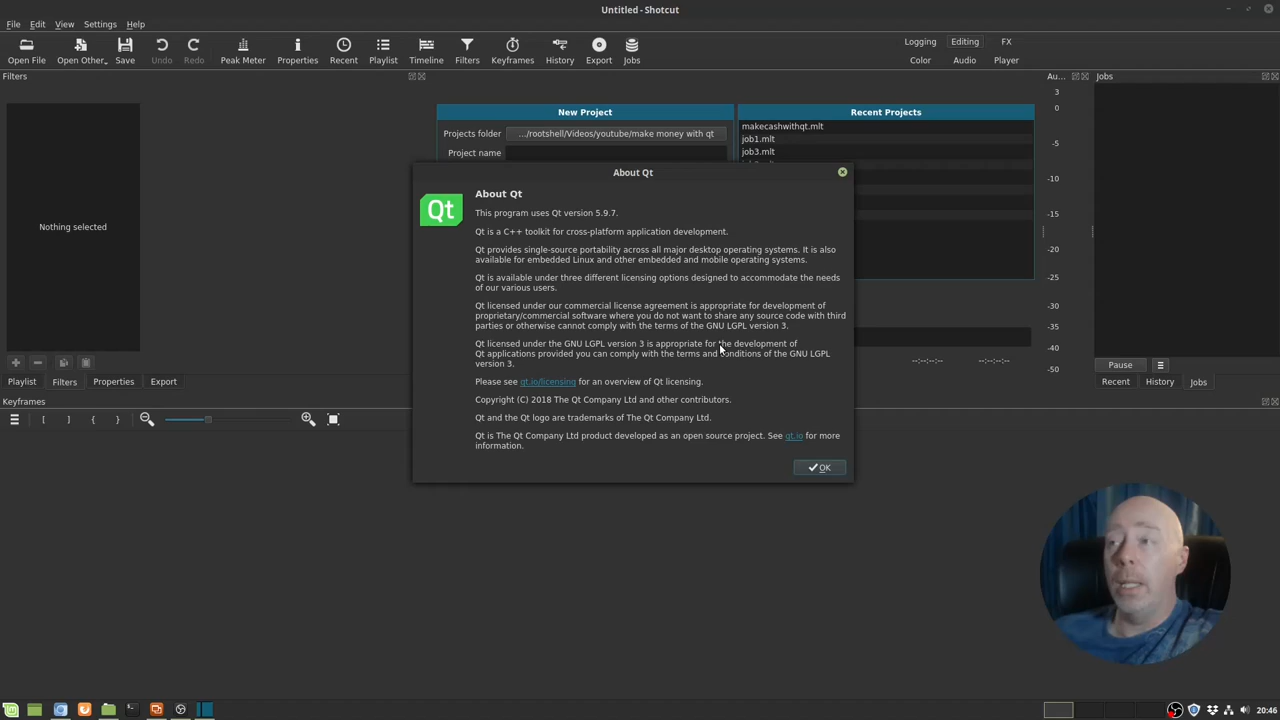 Untitled - Shotcut
File Edit View Settings Help
Open File Open Other.. Save Undo Redo Peak Meter Properties Recent Playlist Timeline Filters Keyframes History Export Jobs
Logging Editing FX
Color Audio Player
Filters
Au...
Jobs
New Project
Recent Projects
Projects folder .../rootshell/Videos/youtube/make money with qt
Project name
makecashwithqt.mlt
job1.mlt
job3.mlt
3
0
-5
-10
-15
-20
-25
-30
-35
-40
-50
Nothing selected
About Qt
Qt
About Qt
This program uses Qt version 5.9.7.
Qt is a C++ toolkit for cross-platform application development.
Qt provides single-source portability across all major desktop operating systems. It is also
available for embedded Linux and other embedded and mobile operating systems.
Qt is available under three different licensing options designed to accommodate the needs
of our various users.
Qt licensed under our commercial license agreement is appropriate for development of
proprietary/commercial software where you do not want to share any source code with third
parties or otherwise cannot comply with the terms of the GNU LGPL version 3.
Qt licensed under the GNU LGPL version 3 is appropriate for the development of
Qt applications provided you can comply with the terms and conditions of the GNU LGPL
version 3.
Please see qt.io/licensing for an overview of Qt licensing.
Copyright (C) 2018 The Qt Company Ltd and other contributors.
Qt and the Qt logo are trademarks of The Qt Company Ltd.
Qt is The Qt Company Ltd product developed as an open source project. See qt.io for more
information.
OK
--:--:--:-- --:--:--:--
Pause
Playlist Filters Properties Export
Recent History Jobs
Keyframes
20:46